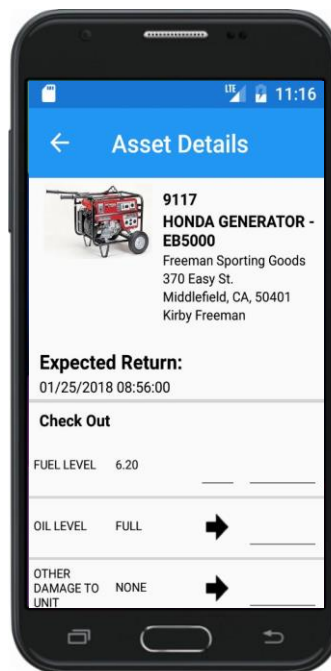 LTE 11:16
Asset Details
9117
HONDA GENERATOR -
EB5000
Freeman Sporting Goods
370 Easy St.
Middlefield, CA, 50401
Kirby Freeman
Expected Return:
01/25/2018 08:56:00
Check Out
FUEL LEVEL 6.20
OIL LEVEL FULL
OTHER
DAMAGE TO NONE
UNIT